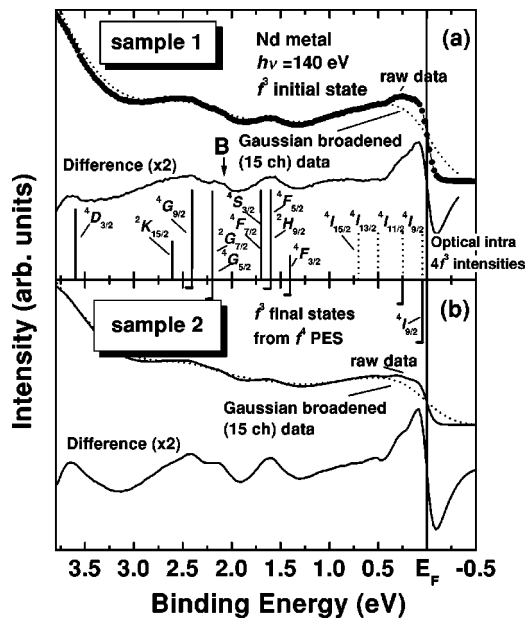 sample 1
(a)
Nd metal
hν =140 eV
f³ initial state
raw data
Gaussian broadened
(15 ch) data
Difference (x2)
B
⁴D₃/₂
²K₁₅/₂
⁴G₉/₂
⁴S₃/₂
⁴F₇/₂
²G₇/₂
⁴G₅/₂
⁴F₅/₂
²H₉/₂
⁴F₃/₂
⁴I₁₅/₂ ⁴I₁₃/₂ ⁴I₁₁/₂ ⁴I₉/₂
Optical intra
4f³ intensities
sample 2
(b)
f³ final states
from f⁴ PES
⁴I₉/₂
raw data
Gaussian broadened
(15 ch) data
Difference (x2)
Intensity (arb. units)
3.5 3.0 2.5 2.0 1.5 1.0 0.5 E_F -0.5
Binding Energy (eV)